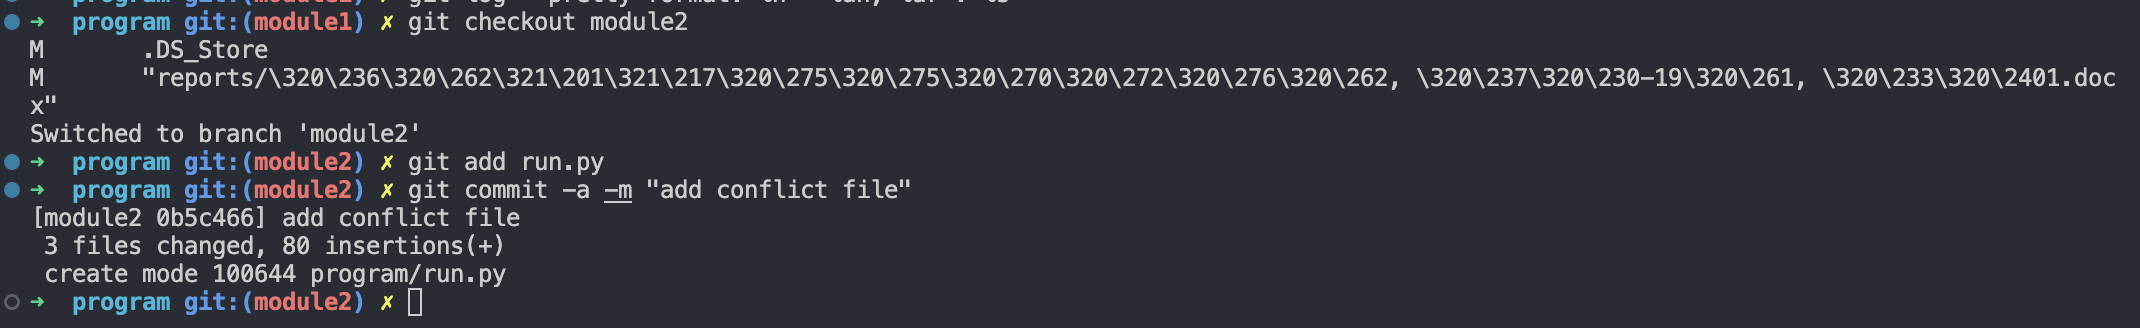 ➜  program git:(module1) ✗ git checkout module2
M       .DS_Store
M       "reports/\320\236\320\262\321\201\321\217\320\275\320\275\320\270\320\272\320\276\320\262, \320\237\320\230-19\320\261, \320\233\320\2401.doc
x"
Switched to branch 'module2'
➜  program git:(module2) ✗ git add run.py
➜  program git:(module2) ✗ git commit -a -m "add conflict file"
[module2 0b5c466] add conflict file
 3 files changed, 80 insertions(+)
 create mode 100644 program/run.py
➜  program git:(module2) ✗